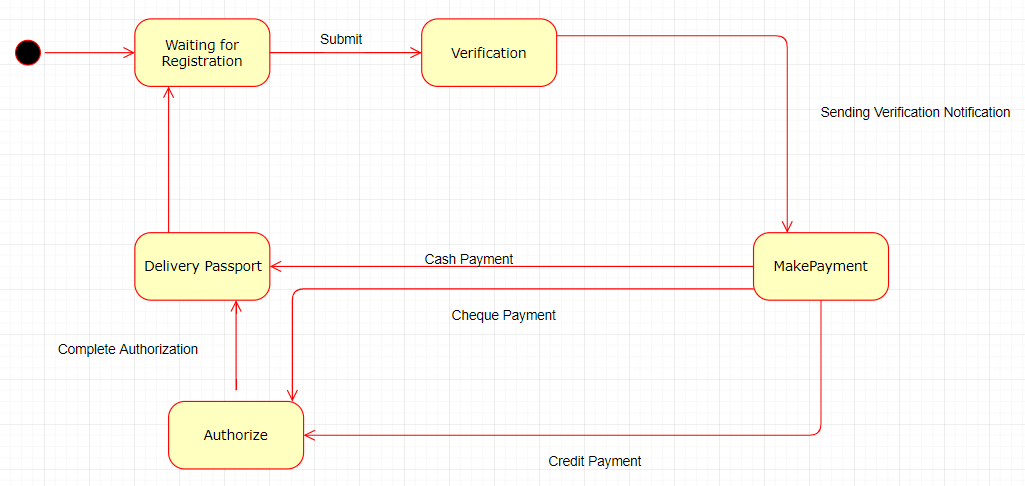 Waiting for
Registration
Submit
Verification
Sending Verification Notification
Delivery Passport
Cash Payment
MakePayment
Cheque Payment
Complete Authorization
Authorize
Credit Payment